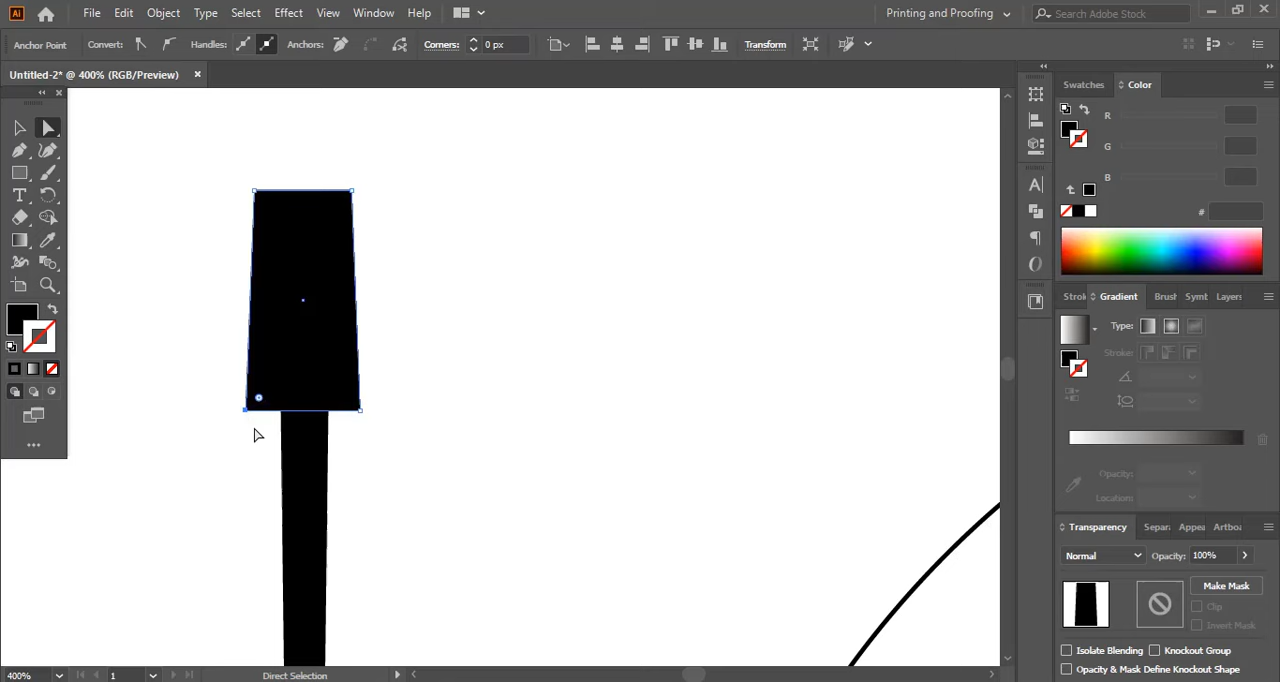 Ai File Edit Object Type Select Effect View Window Help Printing and Proofing Search Adobe Stock
Anchor Point Convert: Handles: Anchors: Corners: 0 px Transform
Untitled-2* @ 400% (RGB/Preview) ×
Swatches Color
R
G
B
#
Strok Gradient Brush Symb Layers
Type:
Stroke:
Opacity:
Location:
Transparency Separ Appea Artboa
Normal Opacity: 100%
Make Mask
Clip
Invert Mask
Isolate Blending Knockout Group
Opacity & Mask Define Knockout Shape
400% 1 Direct Selection